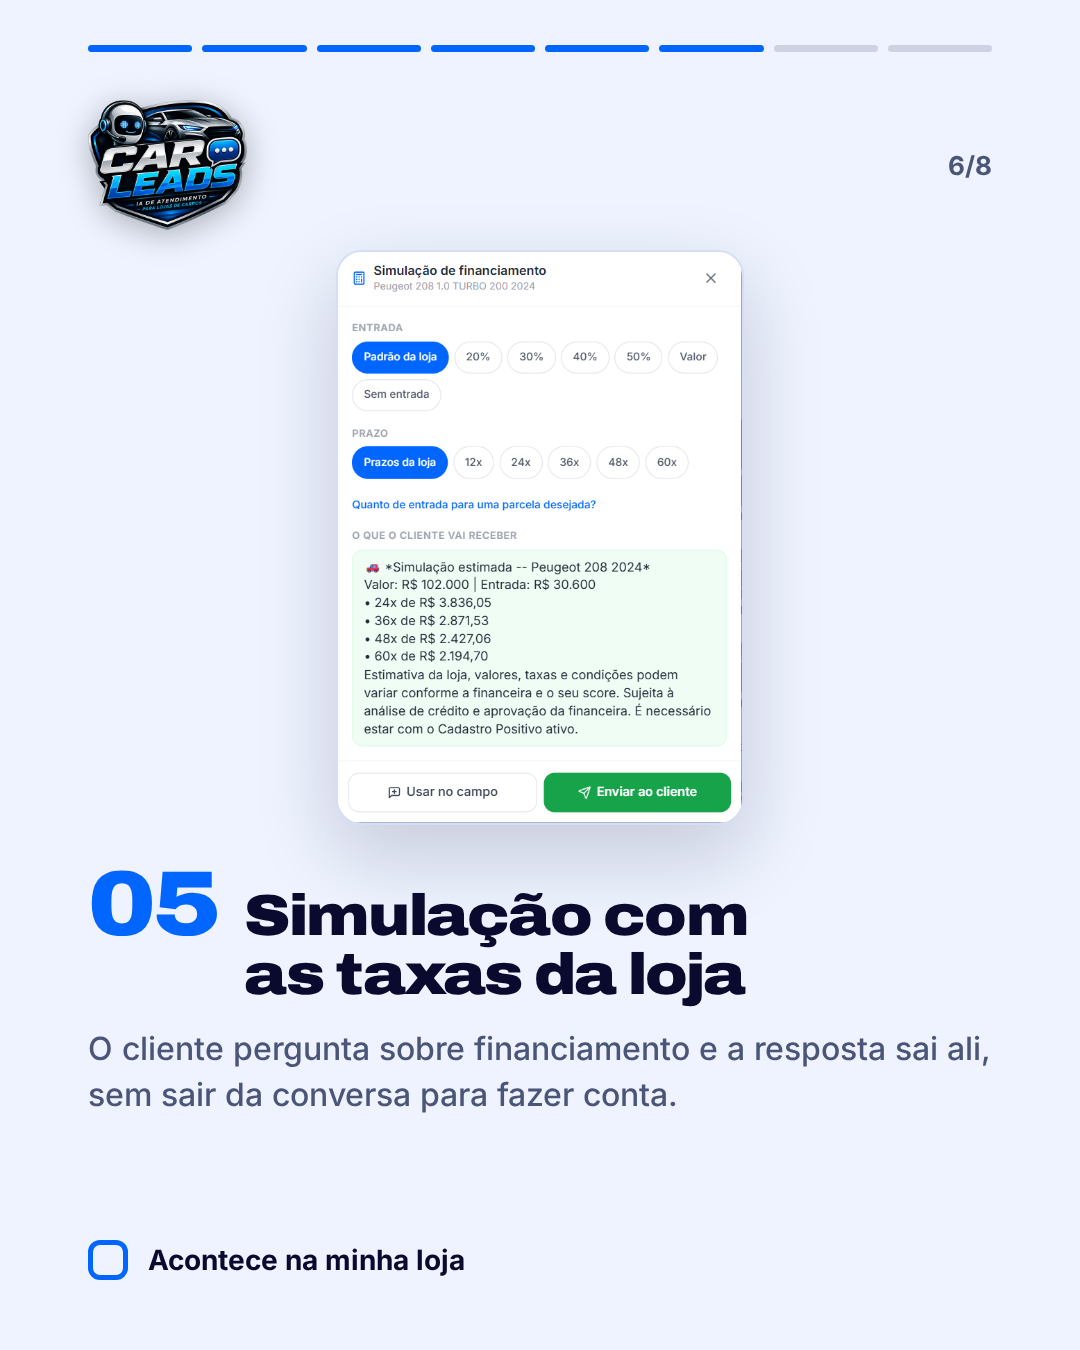 CAR
LEADS
IA DE ATENDIMENTO
PARA LOJAS DE CARROS
6/8
Simulação de financiamento
Peugeot 208 1.0 TURBO 200 2024
ENTRADA
Padrão da loja 20% 30% 40% 50% Valor
Sem entrada
PRAZO
Prazos da loja 12x 24x 36x 48x 60x
Quanto de entrada para uma parcela desejada?
O QUE O CLIENTE VAI RECEBER
🚗 *Simulação estimada -- Peugeot 208 2024*
Valor: R$ 102.000 | Entrada: R$ 30.600
• 24x de R$ 3.836,05
• 36x de R$ 2.871,53
• 48x de R$ 2.427,06
• 60x de R$ 2.194,70
Estimativa da loja, valores, taxas e condições podem
variar conforme a financeira e o seu score. Sujeita à
análise de crédito e aprovação da financeira. É necessário
estar com o Cadastro Positivo ativo.
Usar no campo Enviar ao cliente
05 Simulação com
as taxas da loja
O cliente pergunta sobre financiamento e a resposta sai ali,
sem sair da conversa para fazer conta.
Acontece na minha loja